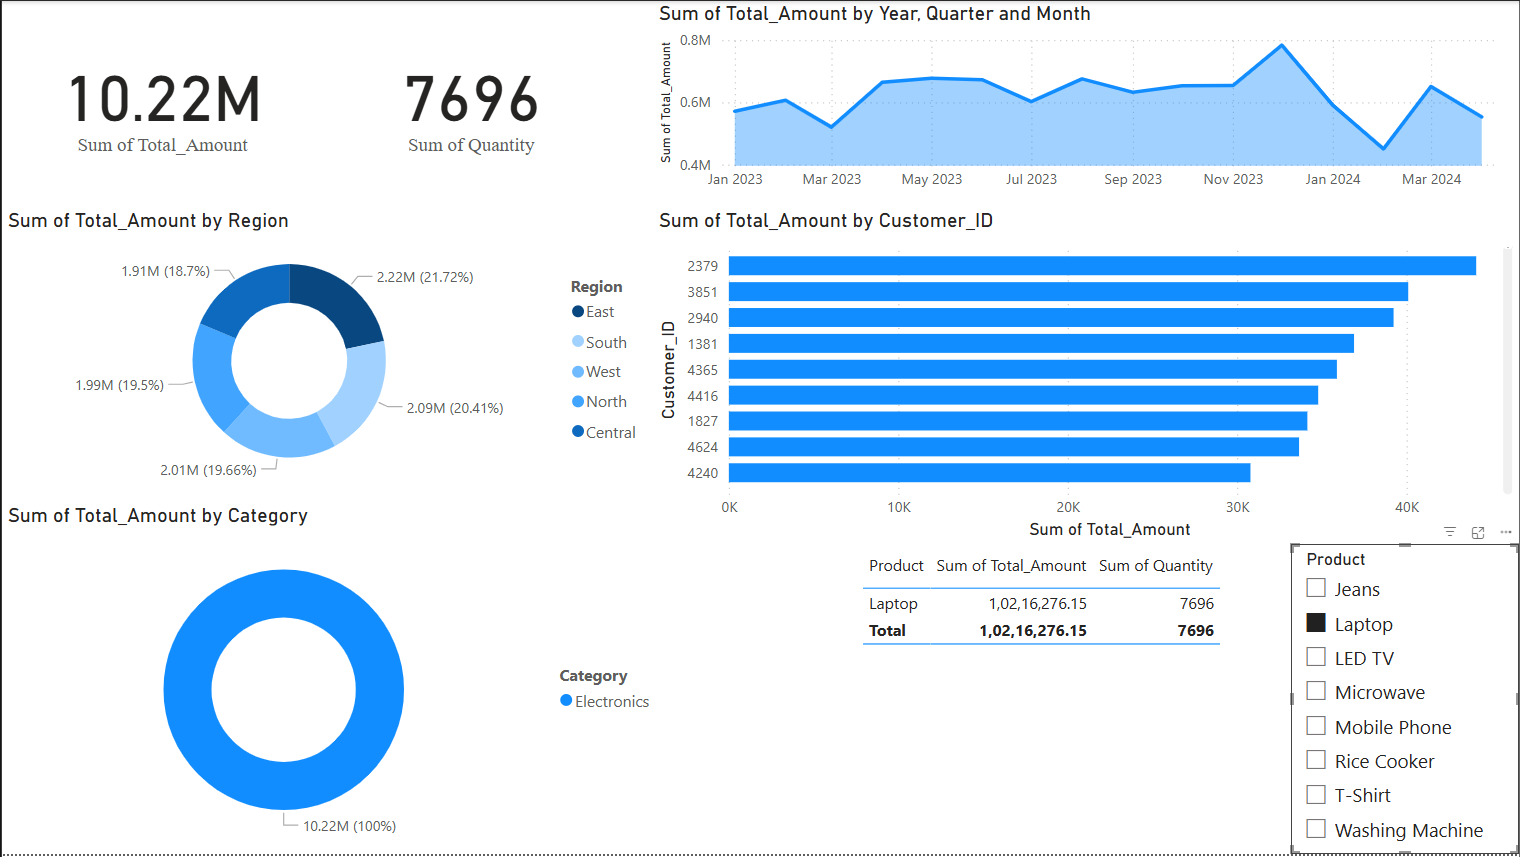 10.22M
Sum of Total_Amount
7696
Sum of Quantity
Sum of Total_Amount by Year, Quarter and Month
Sum of Total_Amount
0.8M
0.6M
0.4M
Jan 2023 Mar 2023 May 2023 Jul 2023 Sep 2023 Nov 2023 Jan 2024 Mar 2024
Sum of Total_Amount by Region
1.91M (18.7%)
2.22M (21.72%)
1.99M (19.5%)
2.09M (20.41%)
2.01M (19.66%)
Region
East
South
West
North
Central
Sum of Total_Amount by Customer_ID
Customer_ID
2379
3851
2940
1381
4365
4416
1827
4624
4240
0K 10K 20K 30K 40K
Sum of Total_Amount
Sum of Total_Amount by Category
10.22M (100%)
Category
Electronics
Product Sum of Total_Amount Sum of Quantity
Laptop 1,02,16,276.15 7696
Total 1,02,16,276.15 7696
Product
Jeans
Laptop
LED TV
Microwave
Mobile Phone
Rice Cooker
T-Shirt
Washing Machine